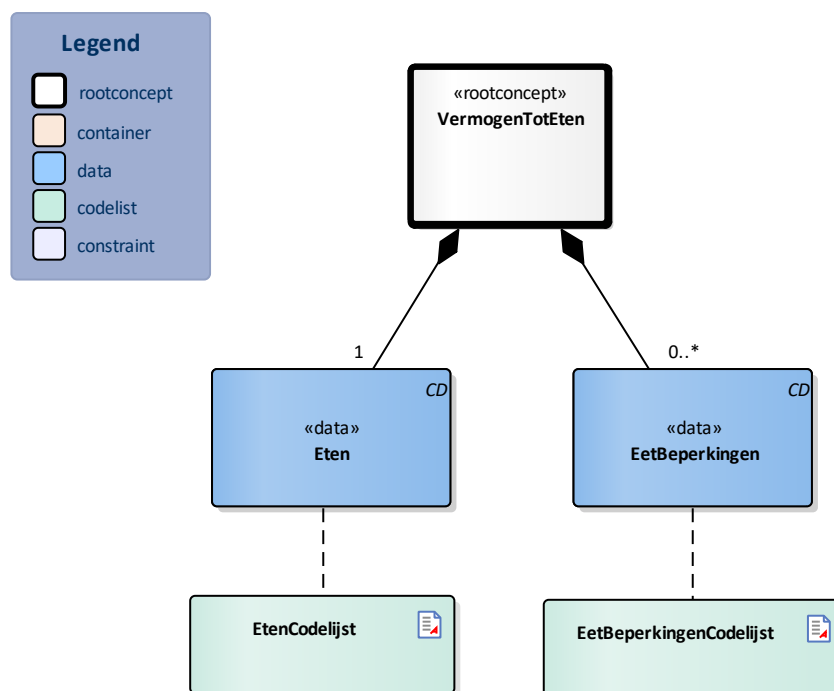 Legend
rootconcept
container
data
codelist
constraint
«rootconcept»
VermogenTotEten
1
0..*
CD
«data»
Eten
CD
«data»
EetBeperkingen
EtenCodelijst
EetBeperkingenCodelijst